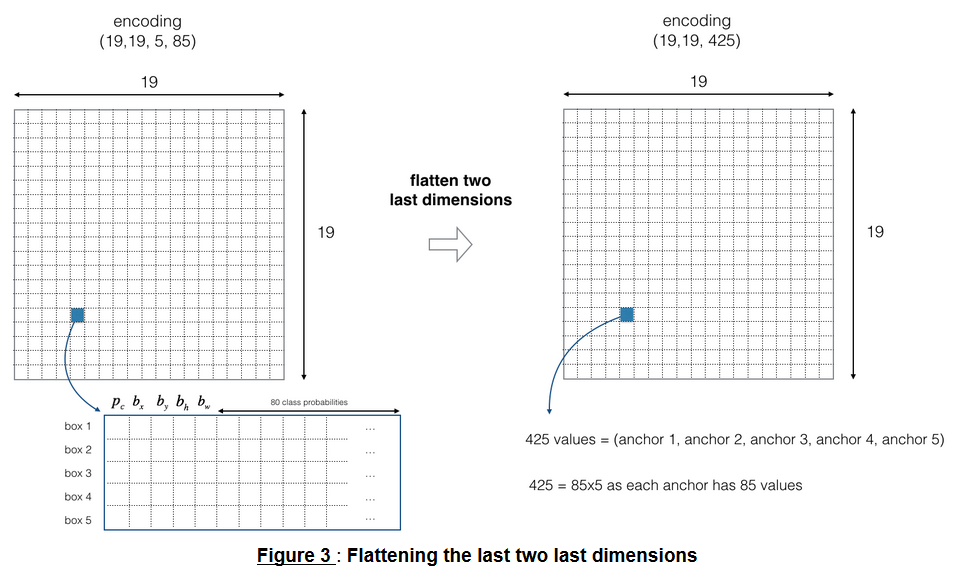 encoding
(19,19, 5, 85)
19
19
p_c b_x b_y b_h b_w
80 class probabilities
box 1 ...
box 2 ...
box 3 ...
box 4 ...
box 5 ...
flatten two
last dimensions
encoding
(19,19, 425)
19
19
425 values = (anchor 1, anchor 2, anchor 3, anchor 4, anchor 5)
425 = 85x5 as each anchor has 85 values
Figure 3 : Flattening the last two last dimensions